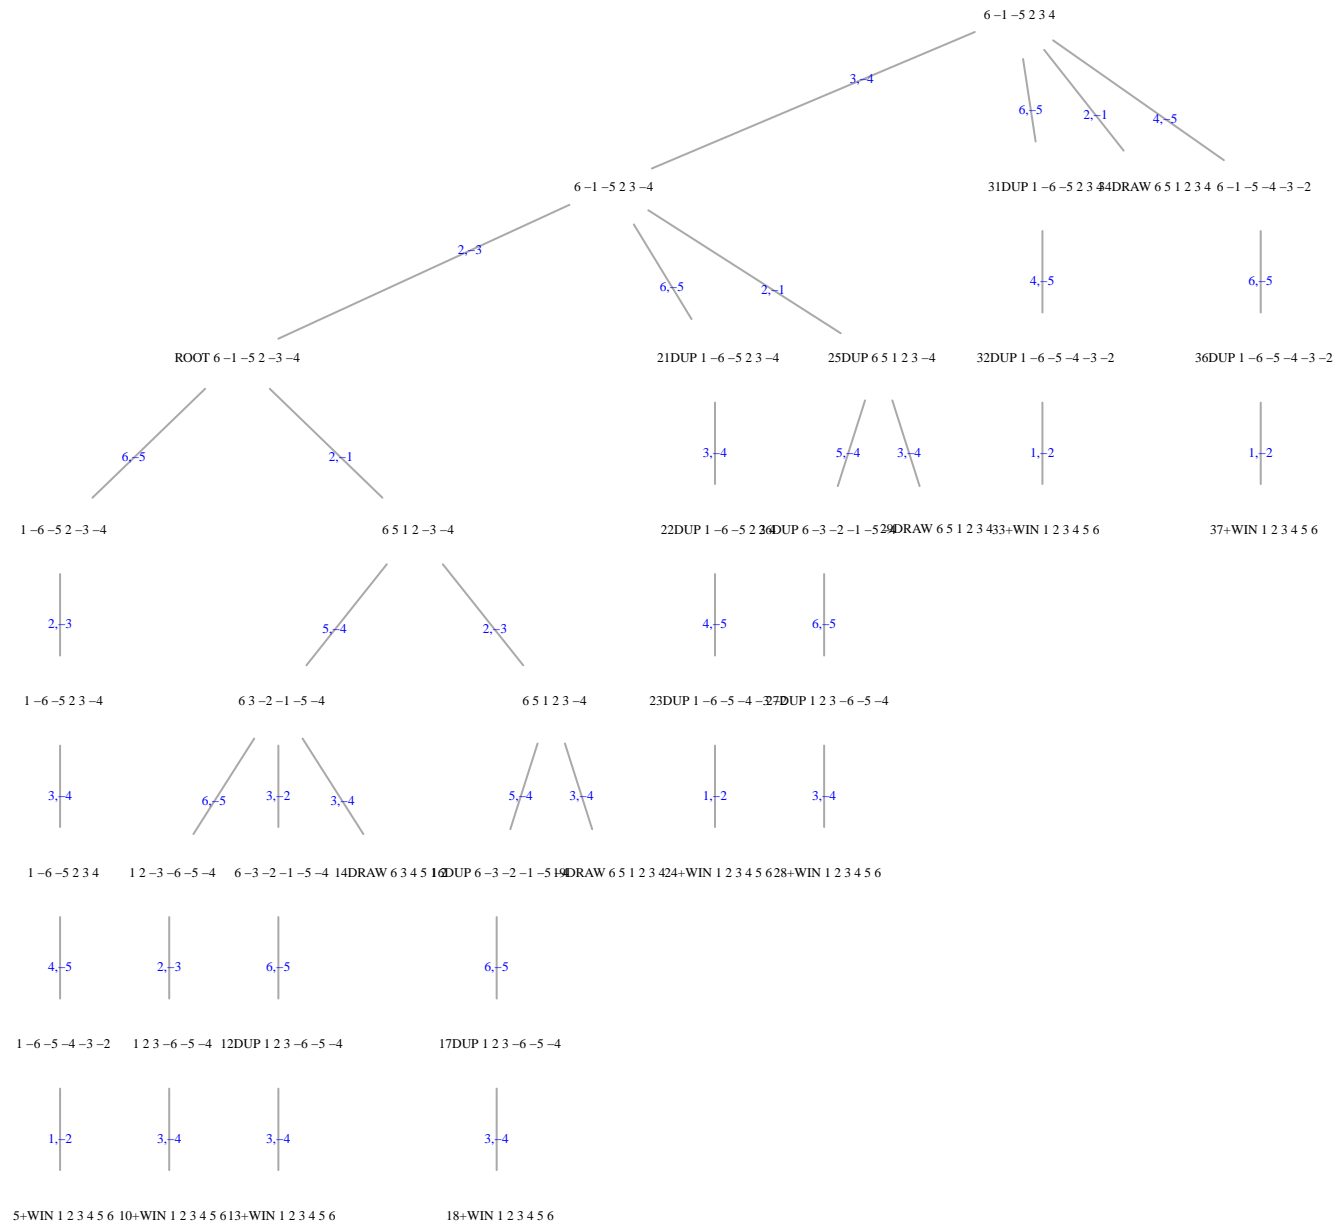 6 –1 –5 2 3 4
3,–4
6,–5
2,–1
4,–5
6 –1 –5 2 3 –4
31DUP 1 –6 –5 2 3 4
34DRAW 6 5 1 2 3 4
6 –1 –5 –4 –3 –2
2,–3
6,–5
2,–1
4,–5
6,–5
ROOT 6 –1 –5 2 –3 –4
21DUP 1 –6 –5 2 3 –4
25DUP 6 5 1 2 3 –4
32DUP 1 –6 –5 –4 –3 –2
36DUP 1 –6 –5 –4 –3 –2
6,–5
2,–1
3,–4
5,–4
3,–4
1,–2
1,–2
1 –6 –5 2 –3 –4
6 5 1 2 –3 –4
22DUP 1 –6 –5 2 3 4
26DUP 6 –3 –2 –1 –5 –4
29DRAW 6 5 1 2 3 4
33+WIN 1 2 3 4 5 6
37+WIN 1 2 3 4 5 6
2,–3
5,–4
2,–3
4,–5
6,–5
1 –6 –5 2 3 –4
6 3 –2 –1 –5 –4
6 5 1 2 3 –4
23DUP 1 –6 –5 –4 –3 –2
27DUP 1 2 3 –6 –5 –4
3,–4
6,–5
3,–2
3,–4
5,–4
3,–4
1,–2
3,–4
1 –6 –5 2 3 4
1 2 –3 –6 –5 –4
6 –3 –2 –1 –5 –4
14DRAW 6 3 4 5 1 2
16DUP 6 –3 –2 –1 –5 –4
19DRAW 6 5 1 2 3 4
24+WIN 1 2 3 4 5 6
28+WIN 1 2 3 4 5 6
4,–5
2,–3
6,–5
6,–5
1 –6 –5 –4 –3 –2
1 2 3 –6 –5 –4
12DUP 1 2 3 –6 –5 –4
17DUP 1 2 3 –6 –5 –4
1,–2
3,–4
3,–4
3,–4
5+WIN 1 2 3 4 5 6
10+WIN 1 2 3 4 5 6
13+WIN 1 2 3 4 5 6
18+WIN 1 2 3 4 5 6